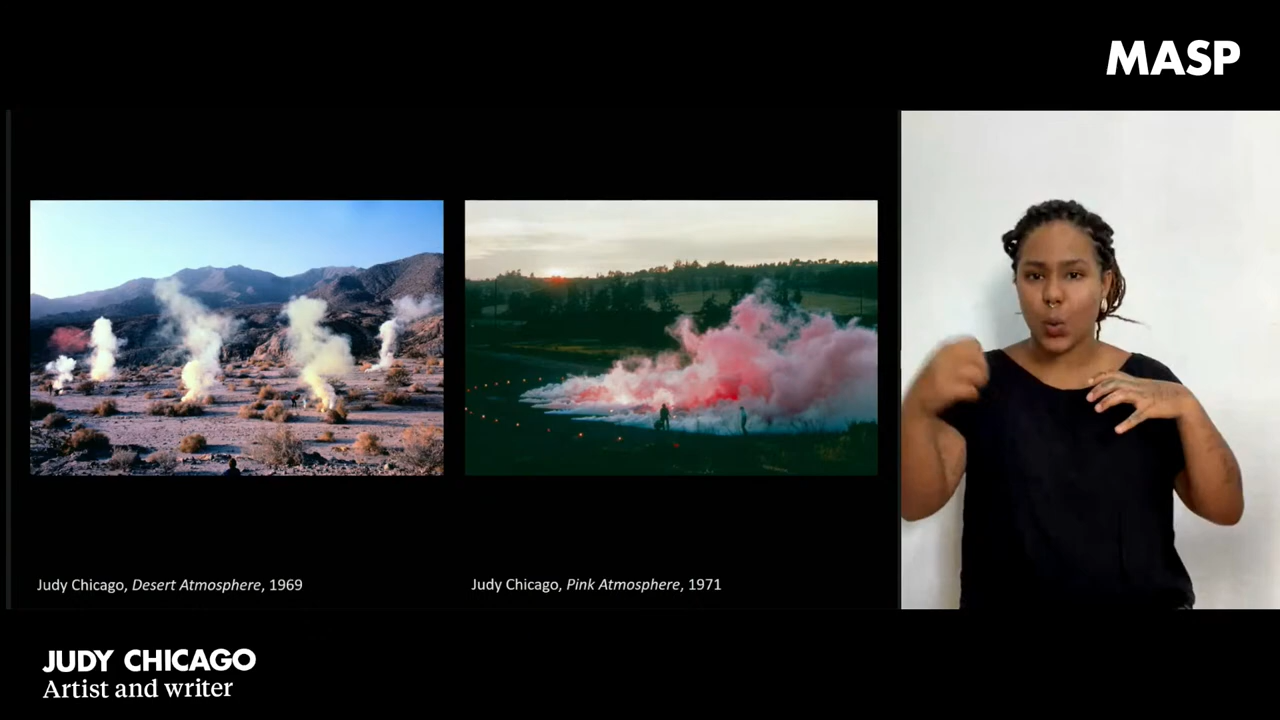 MASP
Judy Chicago, Desert Atmosphere, 1969
Judy Chicago, Pink Atmosphere, 1971
JUDY CHICAGO
Artist and writer